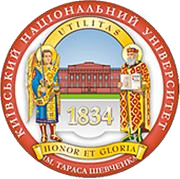 КИЇВСЬКИЙ НАЦІОНАЛЬНИЙ УНІВЕРСИТЕТ
UTILITAS
1834
HONOR ET GLORIA
ІМ. ТАРАСА ШЕВЧЕНКА